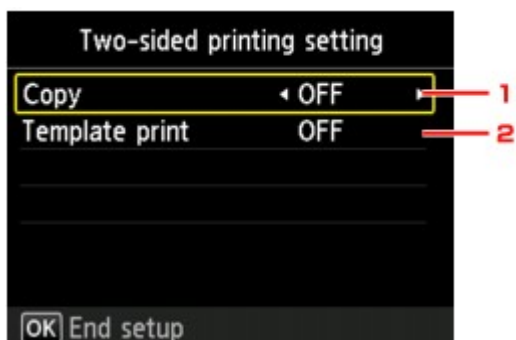 Two-sided printing setting
Copy OFF 1
Template print OFF 2
OK End setup